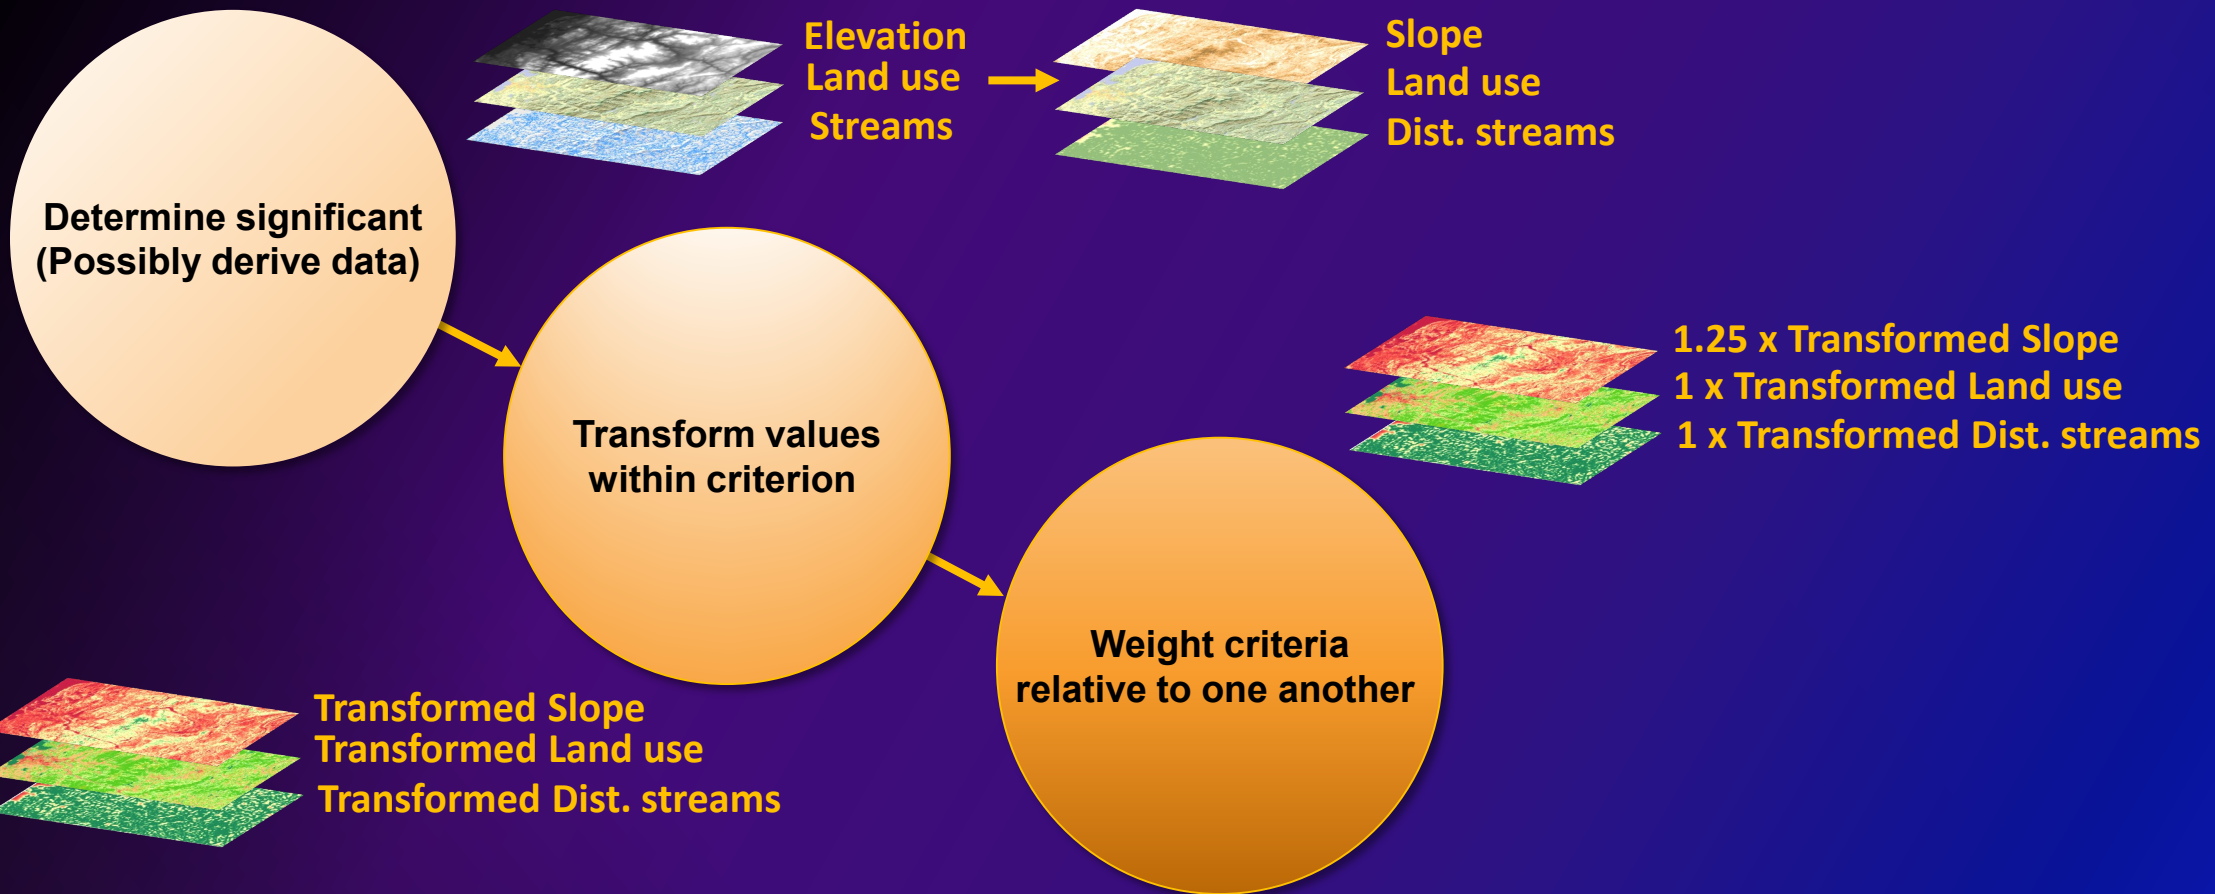 Determine significant
(Possibly derive data)
Elevation
Land use
Streams
Slope
Land use
Dist. streams
Transform values
within criterion
Transformed Slope
Transformed Land use
Transformed Dist. streams
Weight criteria
relative to one another
1.25 x Transformed Slope
1 x Transformed Land use
1 x Transformed Dist. streams